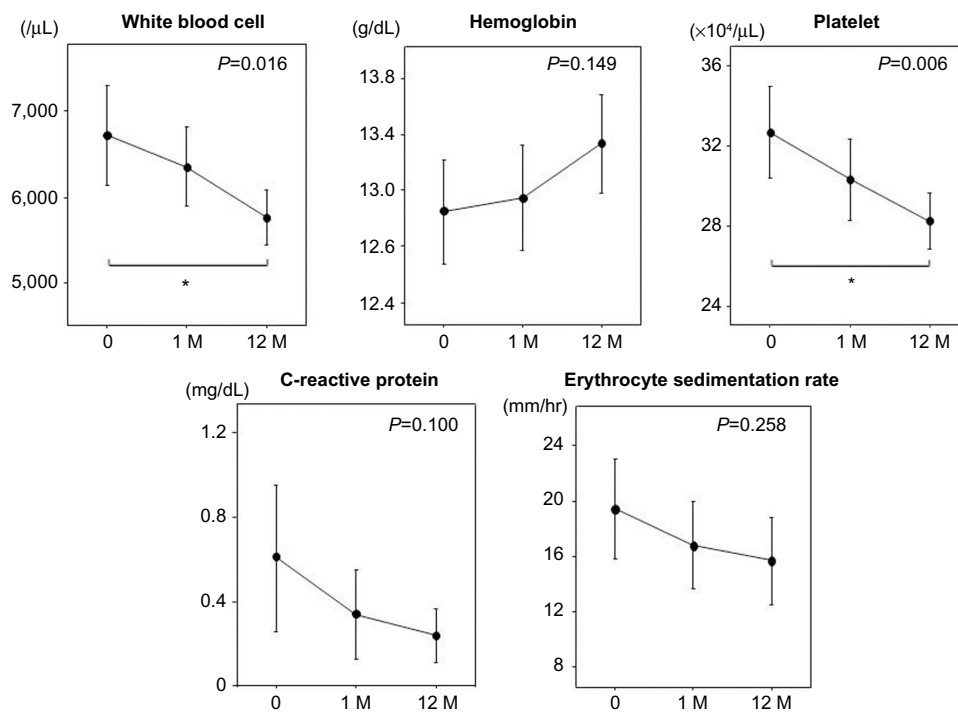 White blood cell
(/μL)
P=0.016
7,000
6,000
5,000
*
0 1 M 12 M
Hemoglobin
(g/dL)
P=0.149
13.8
13.4
13.0
12.6
12.4
0 1 M 12 M
Platelet
(×10⁴/μL)
P=0.006
36
32
28
24
*
0 1 M 12 M
C-reactive protein
(mg/dL)
P=0.100
1.2
0.8
0.4
0
0 1 M 12 M
Erythrocyte sedimentation rate
(mm/hr)
P=0.258
24
20
16
12
8
0 1 M 12 M